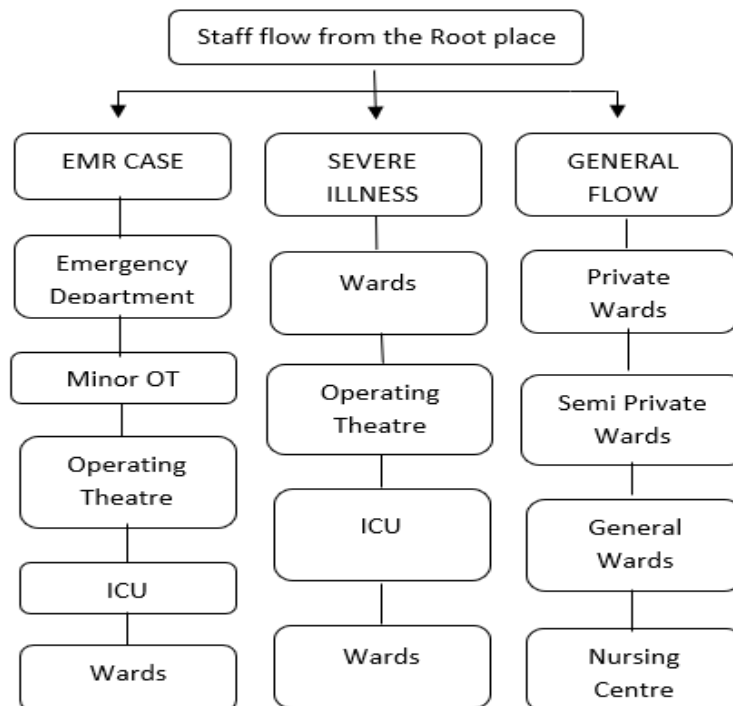 Staff flow from the Root place
EMR CASE
Emergency
Department
Minor OT
Operating
Theatre
ICU
Wards
SEVERE
ILLNESS
Wards
Operating
Theatre
ICU
Wards
GENERAL
FLOW
Private
Wards
Semi Private
Wards
General
Wards
Nursing
Centre